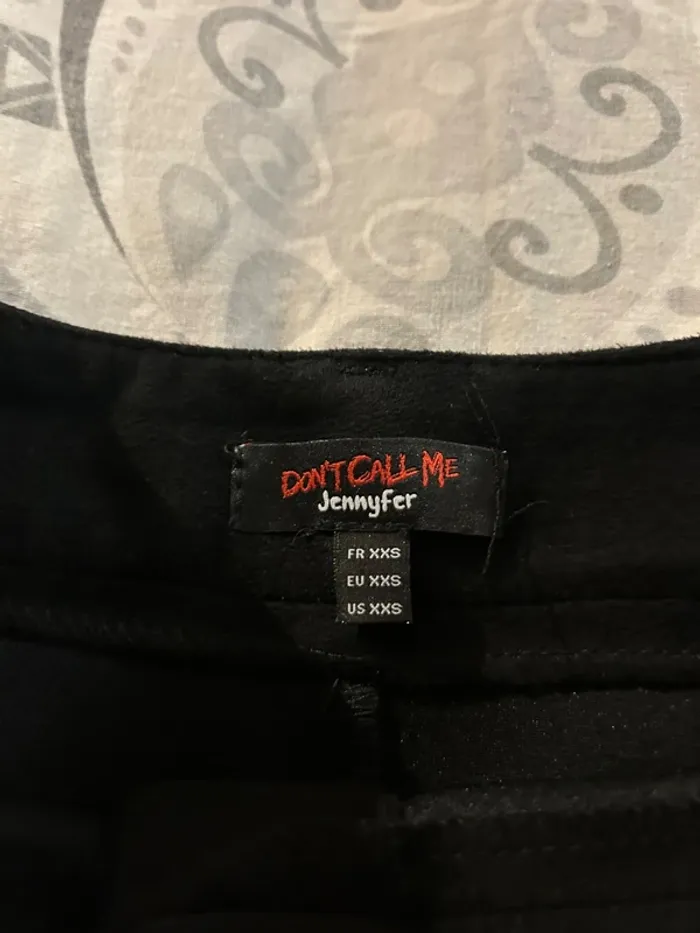 DON'T CALL ME
Jennyfer
FR XXS
EU XXS
US XXS